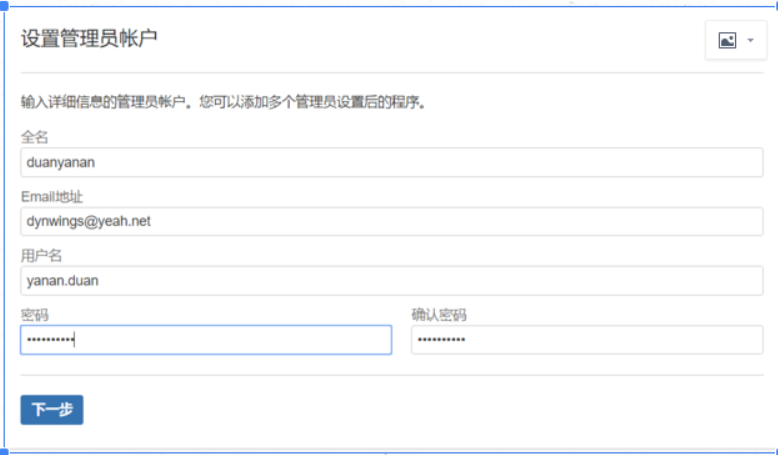 设置管理员帐户
输入详细信息的管理员帐户。您可以添加多个管理员设置后的程序。
全名
duanyanan
Email地址
dynwings@yeah.net
用户名
yanan.duan
密码 确认密码
•••••••••• ••••••••••
下一步